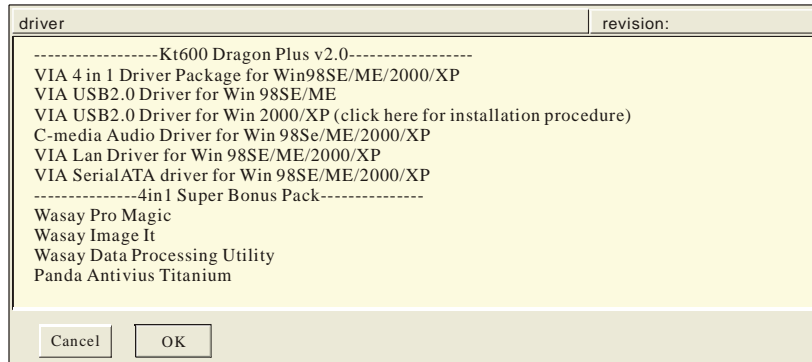 driver revision:
------------------Kt600 Dragon Plus v2.0------------------
VIA 4 in 1 Driver Package for Win98SE/ME/2000/XP
VIA USB2.0 Driver for Win 98SE/ME
VIA USB2.0 Driver for Win 2000/XP (click here for installation procedure)
C-media Audio Driver for Win 98Se/ME/2000/XP
VIA Lan Driver for Win 98SE/ME/2000/XP
VIA SerialATA driver for Win 98SE/ME/2000/XP
---------------4in1 Super Bonus Pack---------------
Wasay Pro Magic
Wasay Image It
Wasay Data Processing Utility
Panda Antivius Titanium
Cancel OK